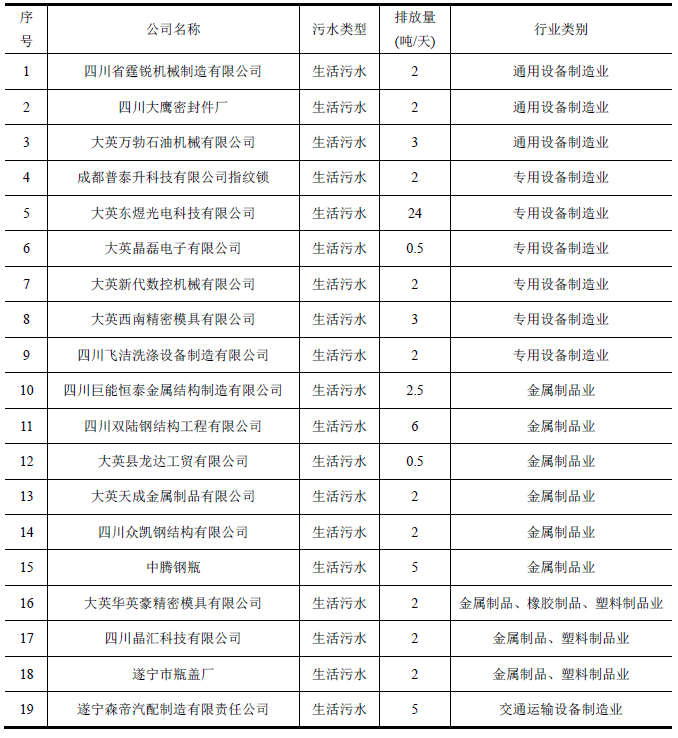 序号 公司名称 污水类型 排放量(吨/天) 行业类别
1 四川省霆锐机械制造有限公司 生活污水 2 通用设备制造业
2 四川大鹰密封件厂 生活污水 2 通用设备制造业
3 大英万勃石油机械有限公司 生活污水 3 通用设备制造业
4 成都普泰升科技有限公司指纹锁 生活污水 2 专用设备制造业
5 大英东煜光电科技有限公司 生活污水 24 专用设备制造业
6 大英晶磊电子有限公司 生活污水 0.5 专用设备制造业
7 大英新代数控机械有限公司 生活污水 2 专用设备制造业
8 大英西南精密模具有限公司 生活污水 3 专用设备制造业
9 四川飞洁洗涤设备制造有限公司 生活污水 2 专用设备制造业
10 四川巨能恒泰金属结构制造有限公司 生活污水 2.5 金属制品业
11 四川双陆钢结构工程有限公司 生活污水 6 金属制品业
12 大英县龙达工贸有限公司 生活污水 0.5 金属制品业
13 大英天成金属制品有限公司 生活污水 2 金属制品业
14 四川众凯钢结构有限公司 生活污水 2 金属制品业
15 中腾钢瓶 生活污水 5 金属制品业
16 大英华英豪精密模具有限公司 生活污水 2 金属制品、橡胶制品、塑料制品业
17 四川晶汇科技有限公司 生活污水 2 金属制品、塑料制品业
18 遂宁市瓶盖厂 生活污水 2 金属制品、塑料制品业
19 遂宁森帝汽配制造有限责任公司 生活污水 5 交通运输设备制造业